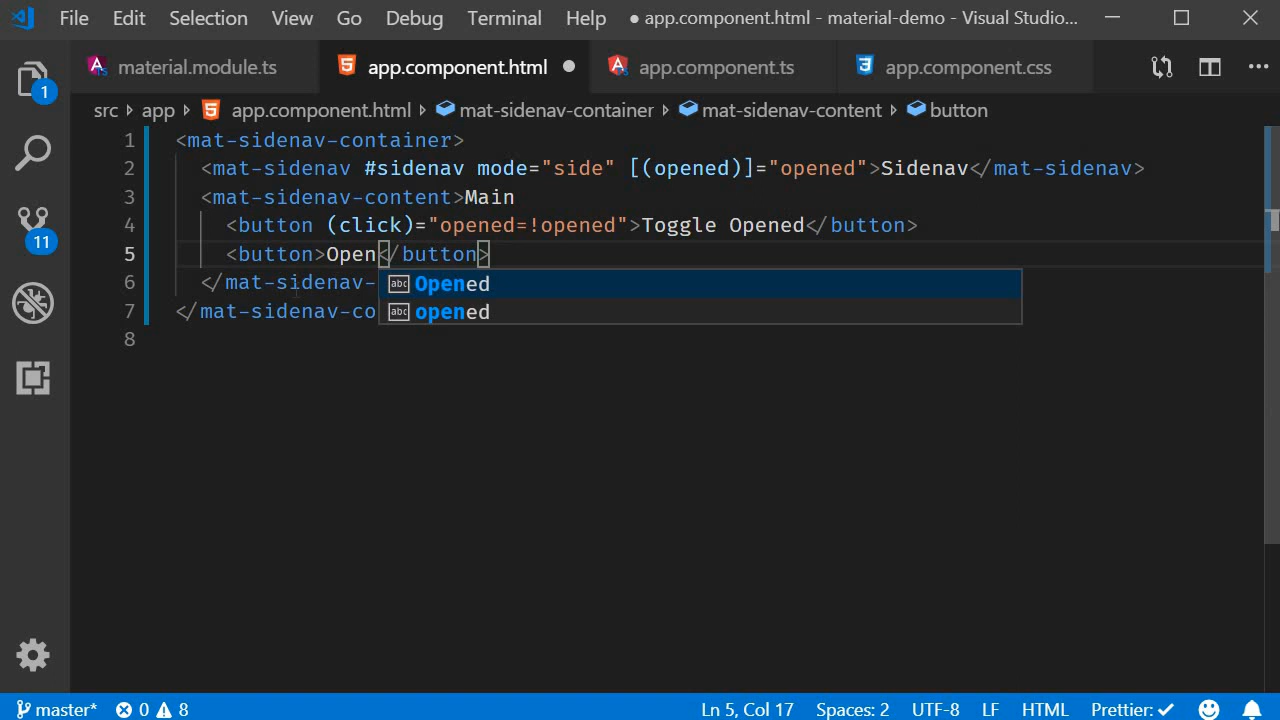 File Edit Selection View Go Debug Terminal Help ● app.component.html - material-demo - Visual Studio...
material.module.ts app.component.html app.component.ts app.component.css
src app app.component.html mat-sidenav-container mat-sidenav-content button
1 <mat-sidenav-container>
2 <mat-sidenav #sidenav mode="side" [(opened)]="opened">Sidenav</mat-sidenav>
3 <mat-sidenav-content>Main
4 <button (click)="opened=!opened">Toggle Opened</button>
5 <button>Open</button>
6 </mat-sidenav-
abc Opened
7 </mat-sidenav-co
abc opened
8
1
11
master* 0 8 Ln 5, Col 17 Spaces: 2 UTF-8 LF HTML Prettier: